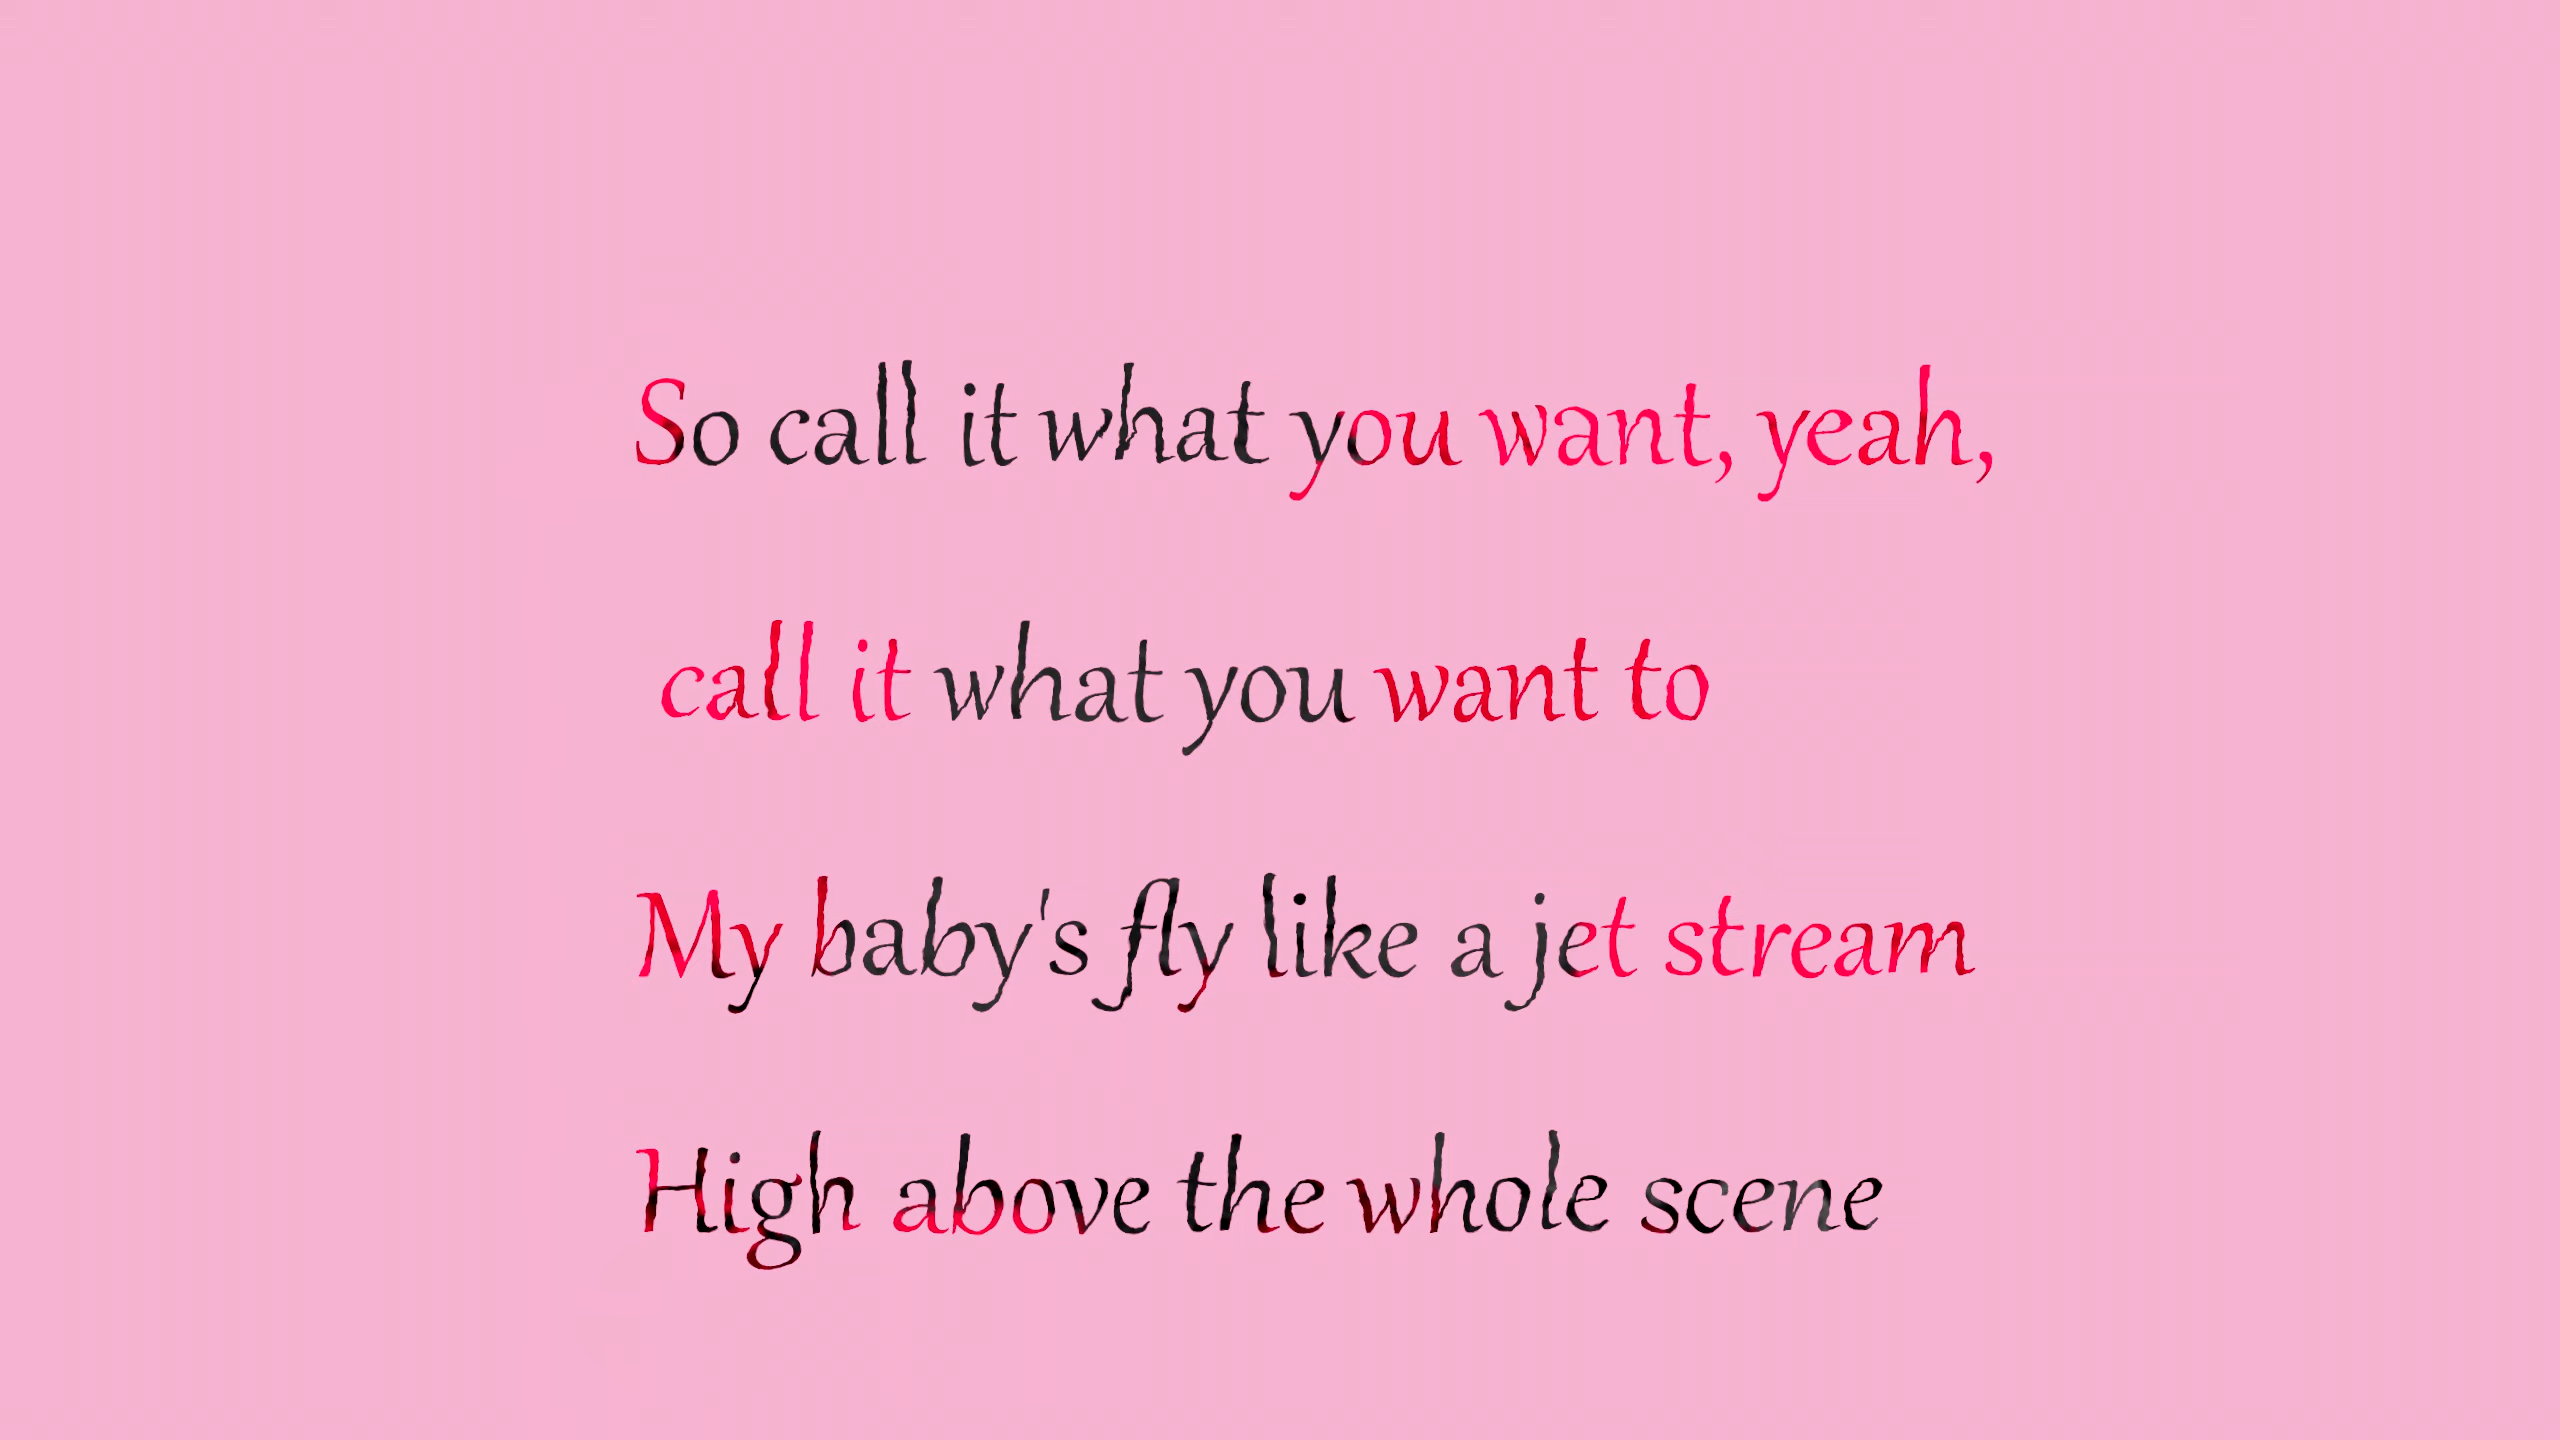 So call it what you want, yeah,
call it what you want to
My baby's fly like a jet stream
High above the whole scene